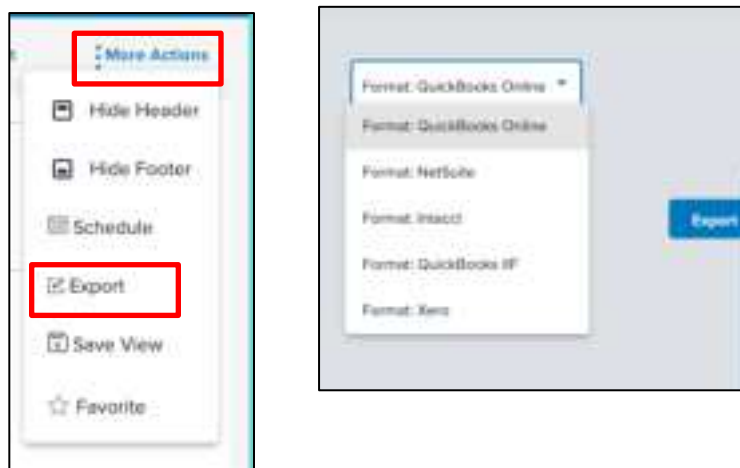 More Actions
Hide Header
Hide Footer
Schedule
Export
Save View
Favorite
Format: QuickBooks Online
Format: QuickBooks Online
Format: NetSuite
Format: Intacct
Format: QuickBooks IIF
Format: Xero
Export